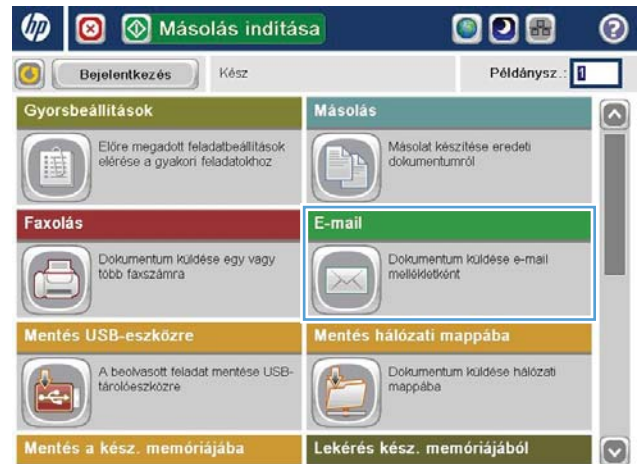 hp
Másolás indítása
?
Bejelentkezés
Kész
Példánysz.: 1
Gyorsbeállítások
Előre megadott feladatbeállítások
elérése a gyakori feladatokhoz
Másolás
Másolat készítése eredeti
dokumentumról
Faxolás
Dokumentum küldése egy vagy
több faxszámra
E-mail
Dokumentum küldése e-mail
mellékletként
Mentés USB-eszközre
A beolvasott feladat mentése USB-
tárolóeszközre
Mentés hálózati mappába
Dokumentum küldése hálózati
mappába
Mentés a kész. memóriájába
Lekérés kész. memóriájából